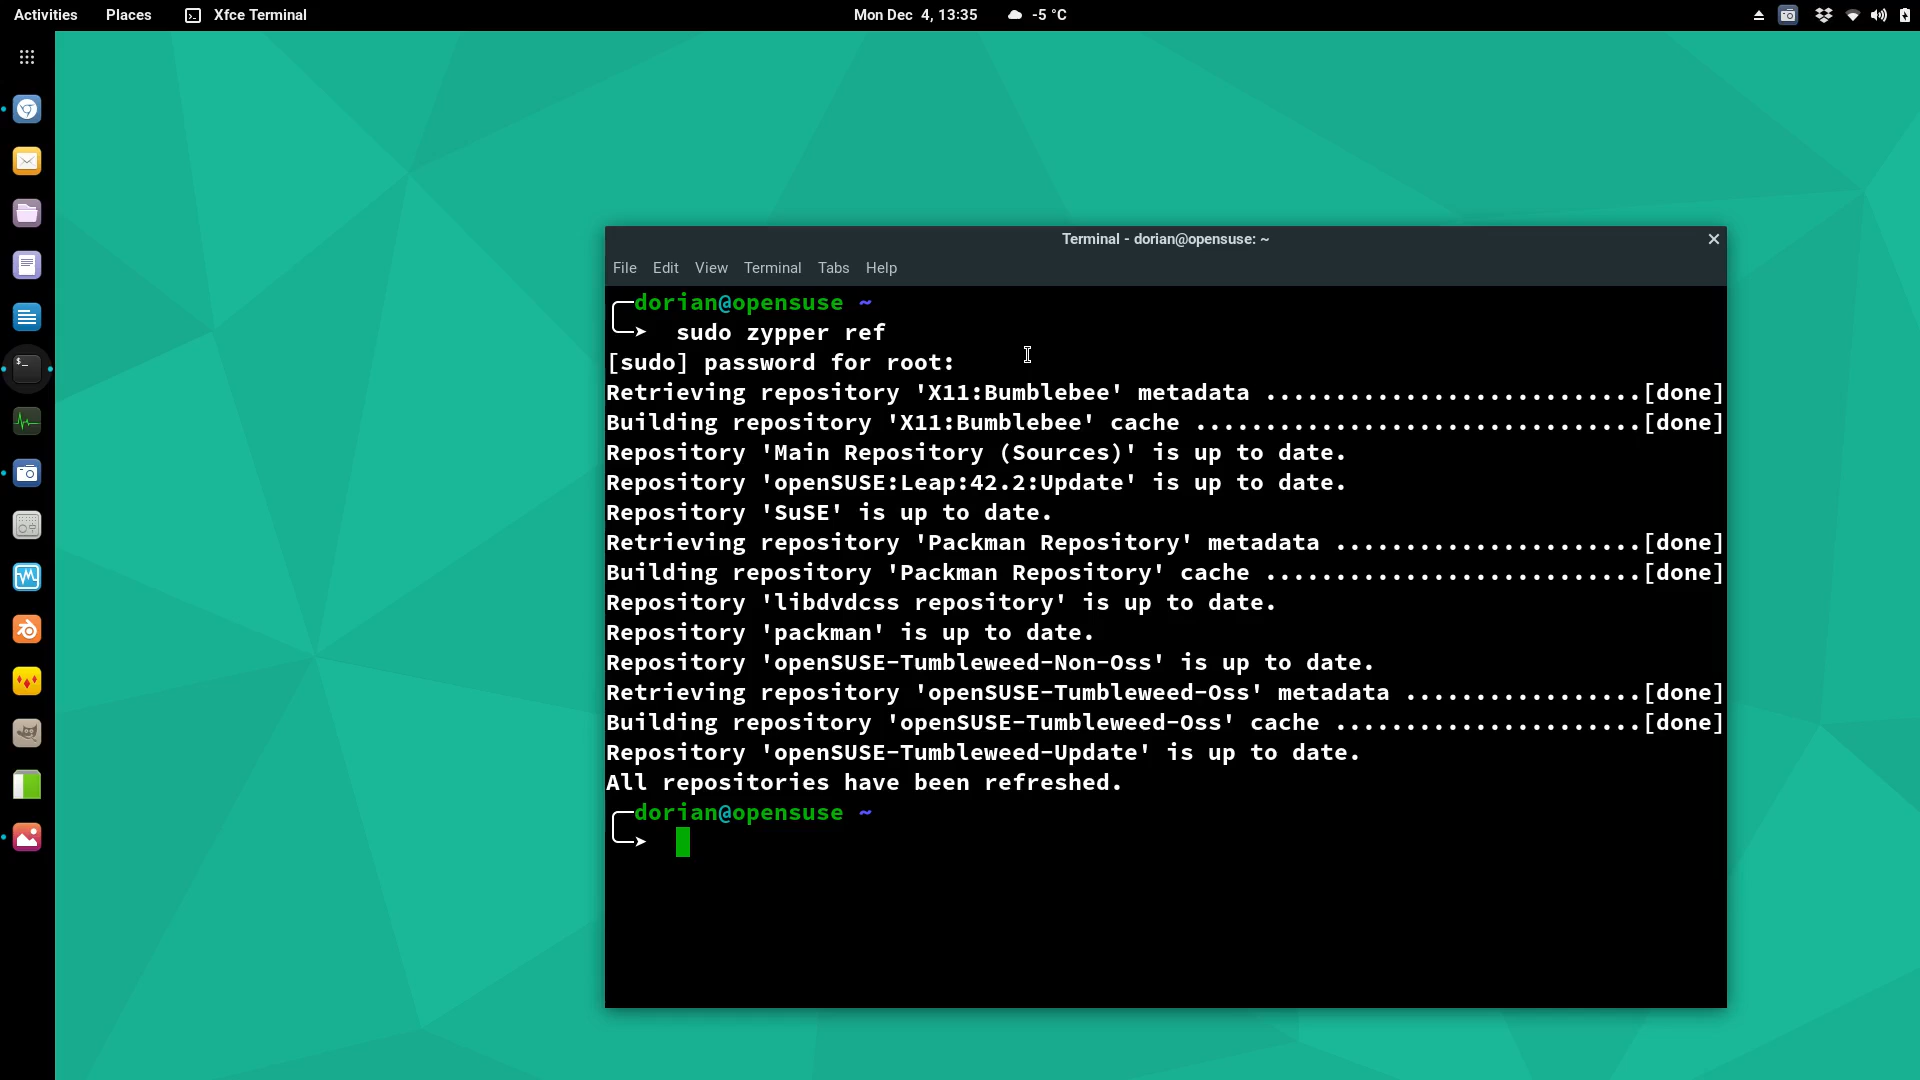 Activities Places Xfce Terminal Mon Dec 4, 13:35 -5 °C
Terminal - dorian@opensuse: ~
File Edit View Terminal Tabs Help
dorian@opensuse ~
sudo zypper ref
[sudo] password for root:
Retrieving repository 'X11:Bumblebee' metadata ...........................[done]
Building repository 'X11:Bumblebee' cache ................................[done]
Repository 'Main Repository (Sources)' is up to date.
Repository 'openSUSE:Leap:42.2:Update' is up to date.
Repository 'SuSE' is up to date.
Retrieving repository 'Packman Repository' metadata ......................[done]
Building repository 'Packman Repository' cache ...........................[done]
Repository 'libdvdcss repository' is up to date.
Repository 'packman' is up to date.
Repository 'openSUSE-Tumbleweed-Non-Oss' is up to date.
Retrieving repository 'openSUSE-Tumbleweed-Oss' metadata .................[done]
Building repository 'openSUSE-Tumbleweed-Oss' cache ......................[done]
Repository 'openSUSE-Tumbleweed-Update' is up to date.
All repositories have been refreshed.
dorian@opensuse ~